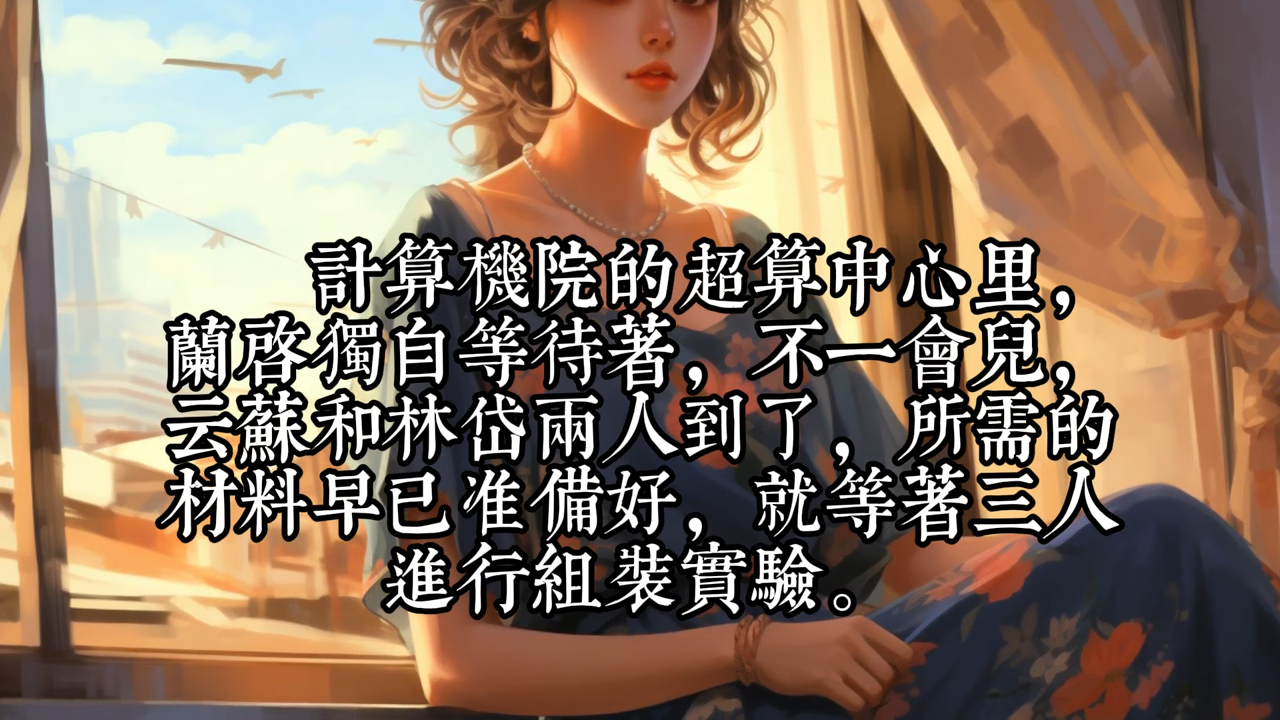 計算機院的超算中心里，
蘭啓獨自等待著，不一會兒，
云蘇和林岱兩人到了，所需的
材料早已准備好，就等著三人
進行組裝實驗。